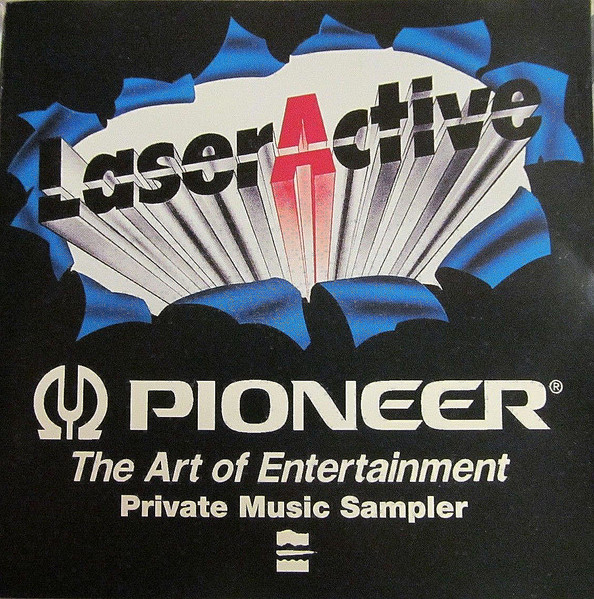 LaserActive
PIONEER®
The Art of Entertainment
Private Music Sampler